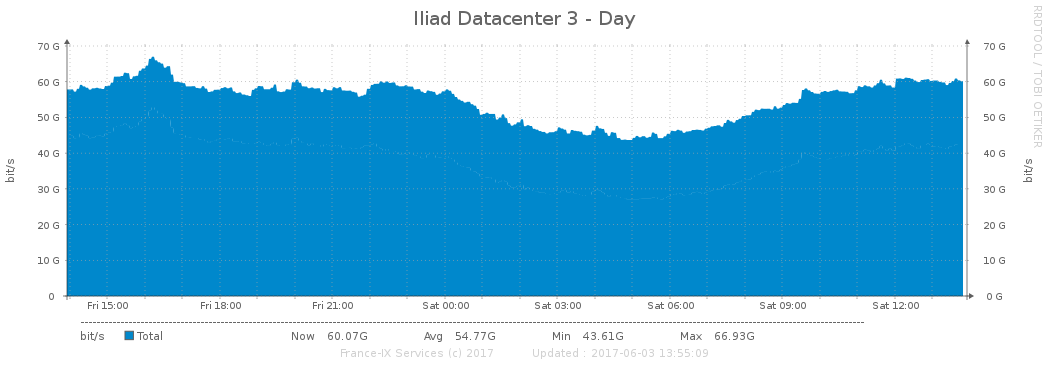 Iliad Datacenter 3 - Day
RRDTOOL / TOBI OETIKER
70 G 70 G
60 G 60 G
50 G 50 G
40 G 40 G
30 G 30 G
20 G 20 G
10 G 10 G
0 0 G
bit/s bit/s
Fri 15:00 Fri 18:00 Fri 21:00 Sat 00:00 Sat 03:00 Sat 06:00 Sat 09:00 Sat 12:00
bit/s Total Now 60.07G Avg 54.77G Min 43.61G Max 66.93G
France-IX Services (c) 2017 Updated : 2017-06-03 13:55:09